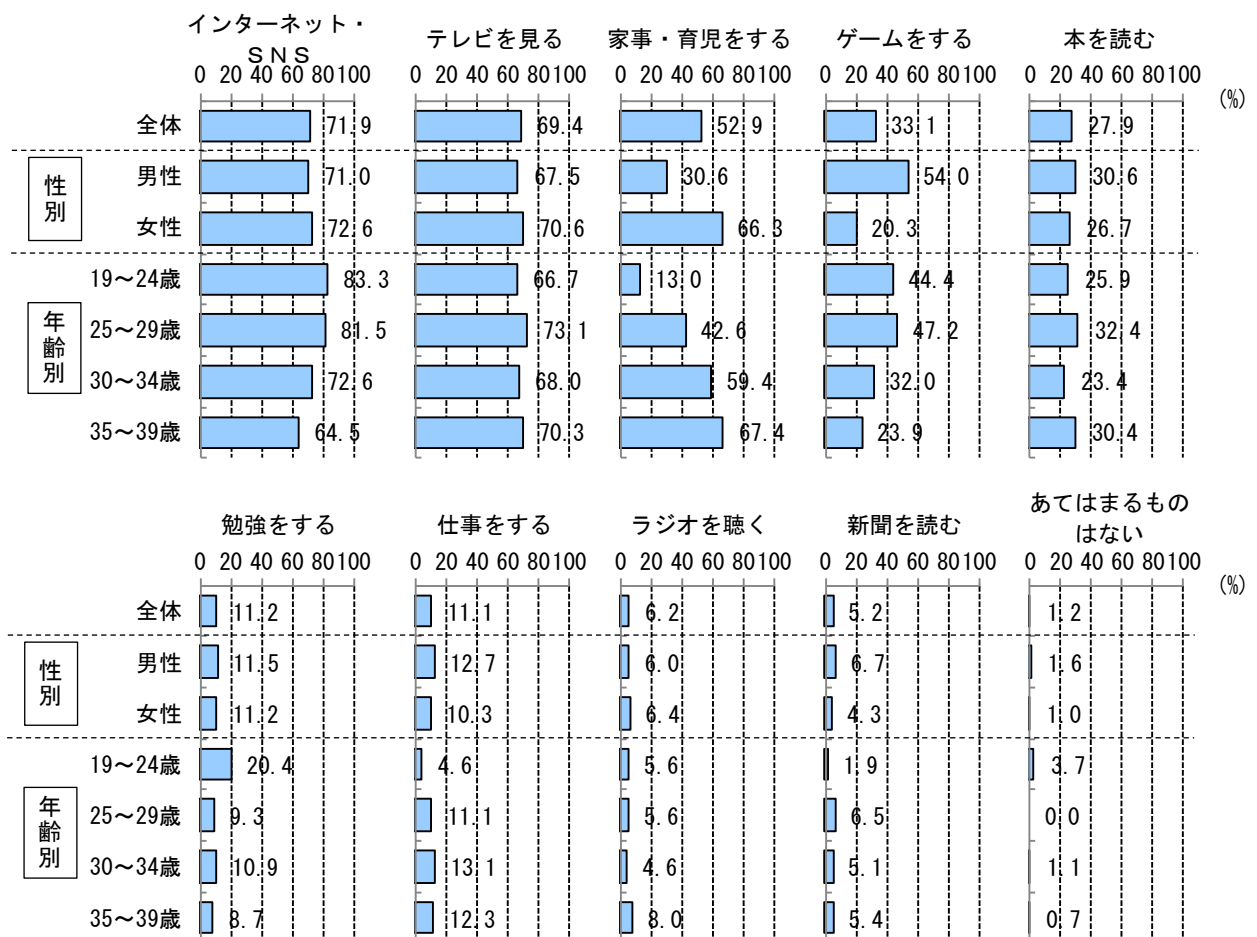 インターネット・
ＳＮＳ
テレビを見る 家事・育児をする ゲームをする 本を読む
0 20 40 60 80 100 0 20 40 60 80 100 0 20 40 60 80 100 0 20 40 60 80 100 0 20 40 60 80 100
(%)
全体 71.9 69.4 52.9 33.1 27.9
性別
男性 71.0 67.5 30.6 54.0 30.6
女性 72.6 70.6 66.3 20.3 26.7
年齢別
19～24歳 83.3 66.7 13.0 44.4 25.9
25～29歳 81.5 73.1 42.6 47.2 32.4
30～34歳 72.6 68.0 59.4 32.0 23.4
35～39歳 64.5 70.3 67.4 23.9 30.4
勉強をする 仕事をする ラジオを聴く 新聞を読む あてはまるもの
はない
0 20 40 60 80 100 0 20 40 60 80 100 0 20 40 60 80 100 0 20 40 60 80 100 0 20 40 60 80 100
(%)
全体 11.2 11.1 6.2 5.2 1.2
性別
男性 11.5 12.7 6.0 6.7 1.6
女性 11.2 10.3 6.4 4.3 1.0
年齢別
19～24歳 20.4 4.6 5.6 1.9 3.7
25～29歳 9.3 11.1 5.6 6.5 0.0
30～34歳 10.9 13.1 4.6 5.1 1.1
35～39歳 8.7 12.3 8.0 5.4 0.7